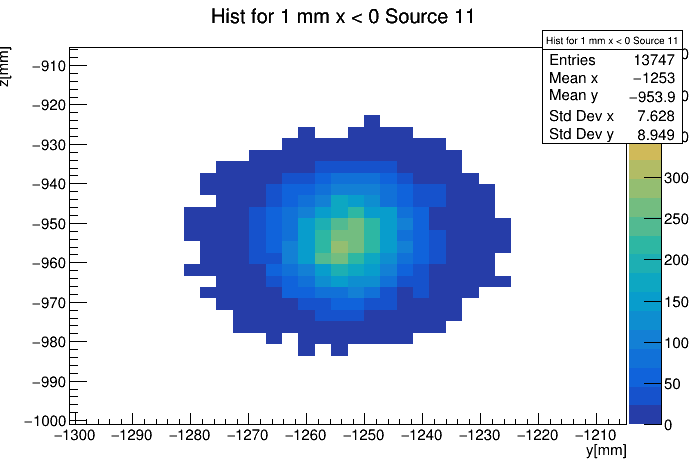 Hist for 1 mm x < 0 Source 11
Hist for 1 mm x < 0 Source 11
Entries 13747
Mean x −1253
Mean y −953.9
Std Dev x 7.628
Std Dev y 8.949
z[mm]
−910
−920
−930
−940
−950
−960
−970
−980
−990
−1000
−1300 −1290 −1280 −1270 −1260 −1250 −1240 −1230 −1220 −1210
y[mm]
300
250
200
150
100
50
0